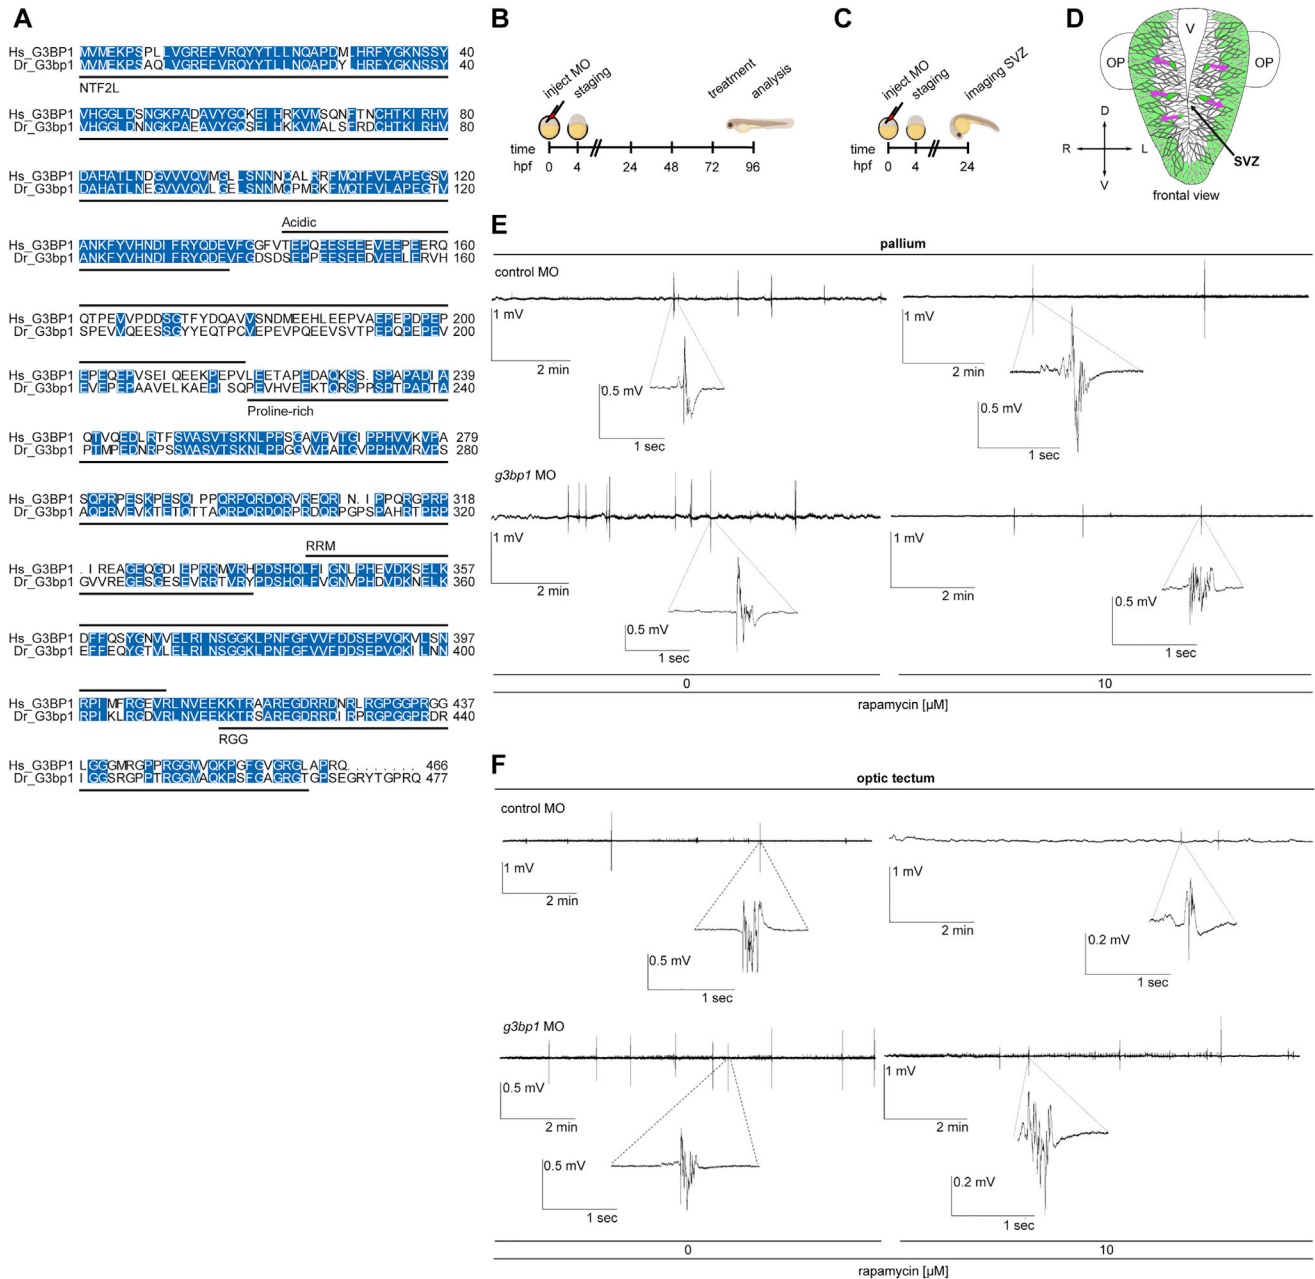 A
Hs_G3BP1 MVMEKPSPLLVGREFVRQYYTLLNQAPDMLHRFYGKNSSY 40
Dr_G3bp1 MVMEKPSAQLVGREFVRQYYTLLNQAPDYLHRFYGKNSSY 40
NTF2L
Hs_G3BP1 VHGGLDSNGKPADAVYGQKEIHRKVMSQNFTNCHTKIRHV 80
Dr_G3bp1 VHGGLDNNGKPAEAVYGQSEIHKKVMALSFRDCHTKIRHV 80
Hs_G3BP1 DAHATLNDGVVVQVMGLLSNNNQALRRFMQTFVLAPEGSV 120
Dr_G3bp1 DAHATLNEGVVVQVLGELSNNMQPMRKFMQTFVLAPEGTV 120
Acidic
Hs_G3BP1 ANKFYVHNDIFRYQDEVFGGFVTEPQEESEEEVEEPEERQ 160
Dr_G3bp1 ANKFYVHNDIFRYQDEVFGDSDSEPPEESEEDVEELERVH 160
Hs_G3BP1 QTPEVVPDDSGTFYDQAVVSNDMEEHLEEPVAEPEPDPEP 200
Dr_G3bp1 SPEVVQEESSGYYEQTPCVEPEVPQEEVSVTPEPQPEPEV 200
Hs_G3BP1 EPEQEPVSEIQEEKPEPVLEETAPEDAQKSS.SPAPADIA 239
Dr_G3bp1 EVEPEPAAVELKAEPISQPEVHVEEKTQRSPPSPTPADTA 240
Proline-rich
Hs_G3BP1 QTVQEDLRTFSWASVTSKNLPPSGAVPVTGIPPHVVKVPA 279
Dr_G3bp1 PTMPEDNRPSSWASVTSKNLPPGGVVPATGVPPHVVRVPS 280
Hs_G3BP1 SQPRPESKPESQIPPQRPQRDQRVREQRIN.IPPQRGPRP 318
Dr_G3bp1 AQPRVEVKTETQTTAQRPQRDQRPRDQRPGPSPAHRTPRP 320
RRM
Hs_G3BP1 .IREAGEQGDIEPRRMVRHPDSHQLFIGNLPHEVDKSELK 357
Dr_G3bp1 GVVREGESGESEVRRTVRYPDSHQLFVGNVPHDVDKNELK 360
Hs_G3BP1 DFFQSYGNVVELRINSGGKLPNFGFVVFDDSEPVQKVLSN 397
Dr_G3bp1 EFFEQYGTVLELRINSGGKLPNFGFVVFDDSEPVQKILNN 400
Hs_G3BP1 RPIMFRGEVRLNVEEKKTRAAREGDRRDNRLRGPGGPRGG 437
Dr_G3bp1 RPIKLRGDVRLNVEEKKTRSAREGDRRDIRPRGPGGPRDR 440
RGG
Hs_G3BP1 LGGGMRGPPRGGMVQKPGFGVGRGLAPRQ........ 466
Dr_G3bp1 IGGSRGPPTRGGMAQKPSFGAGRGTGPSEGRYTGPRQ 477
B
inject MO
staging
treatment
analysis
time
hpf 0 4 24 48 72 96
C
inject MO
staging
imaging SVZ
time
hpf 0 4 24
D
V
OP OP
D
R L
V
SVZ
frontal view
E
pallium
control MO
1 mV
2 min
0.5 mV
1 sec
1 mV
2 min
0.5 mV
1 sec
g3bp1 MO
1 mV
2 min
0.5 mV
1 sec
1 mV
2 min
0.5 mV
1 sec
0 10
rapamycin [µM]
F
optic tectum
control MO
1 mV
2 min
0.5 mV
1 sec
1 mV
2 min
0.2 mV
1 sec
g3bp1 MO
0.5 mV
2 min
0.5 mV
1 sec
1 mV
2 min
0.2 mV
1 sec
0 10
rapamycin [µM]